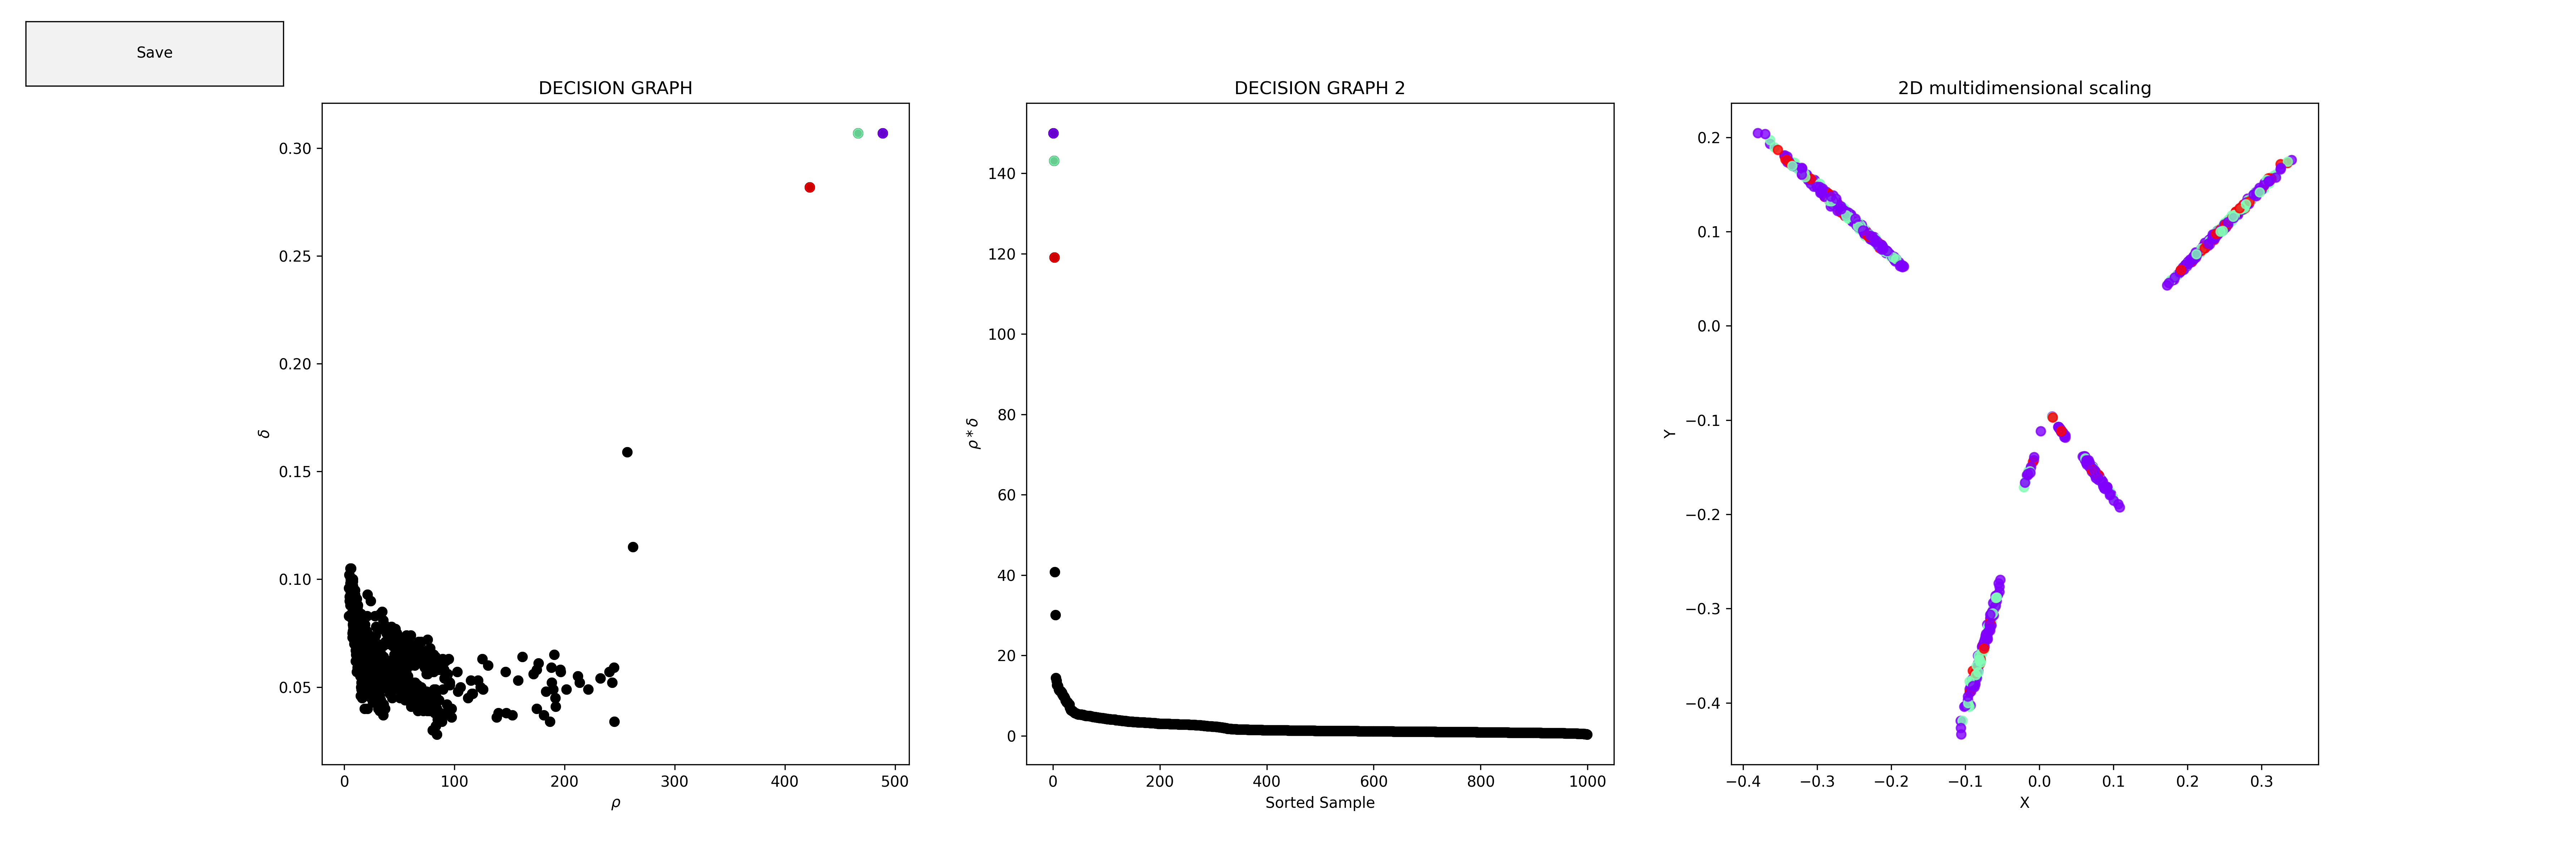 Save
DECISION GRAPH
0.30
0.25
0.20
0.15
0.10
0.05
δ
0 100 200 300 400 500
ρ
DECISION GRAPH 2
140
120
100
80
60
40
20
0
ρ * δ
0 200 400 600 800 1000
Sorted Sample
2D multidimensional scaling
0.2
0.1
0.0
−0.1
−0.2
−0.3
−0.4
Y
−0.4 −0.3 −0.2 −0.1 0.0 0.1 0.2 0.3
X